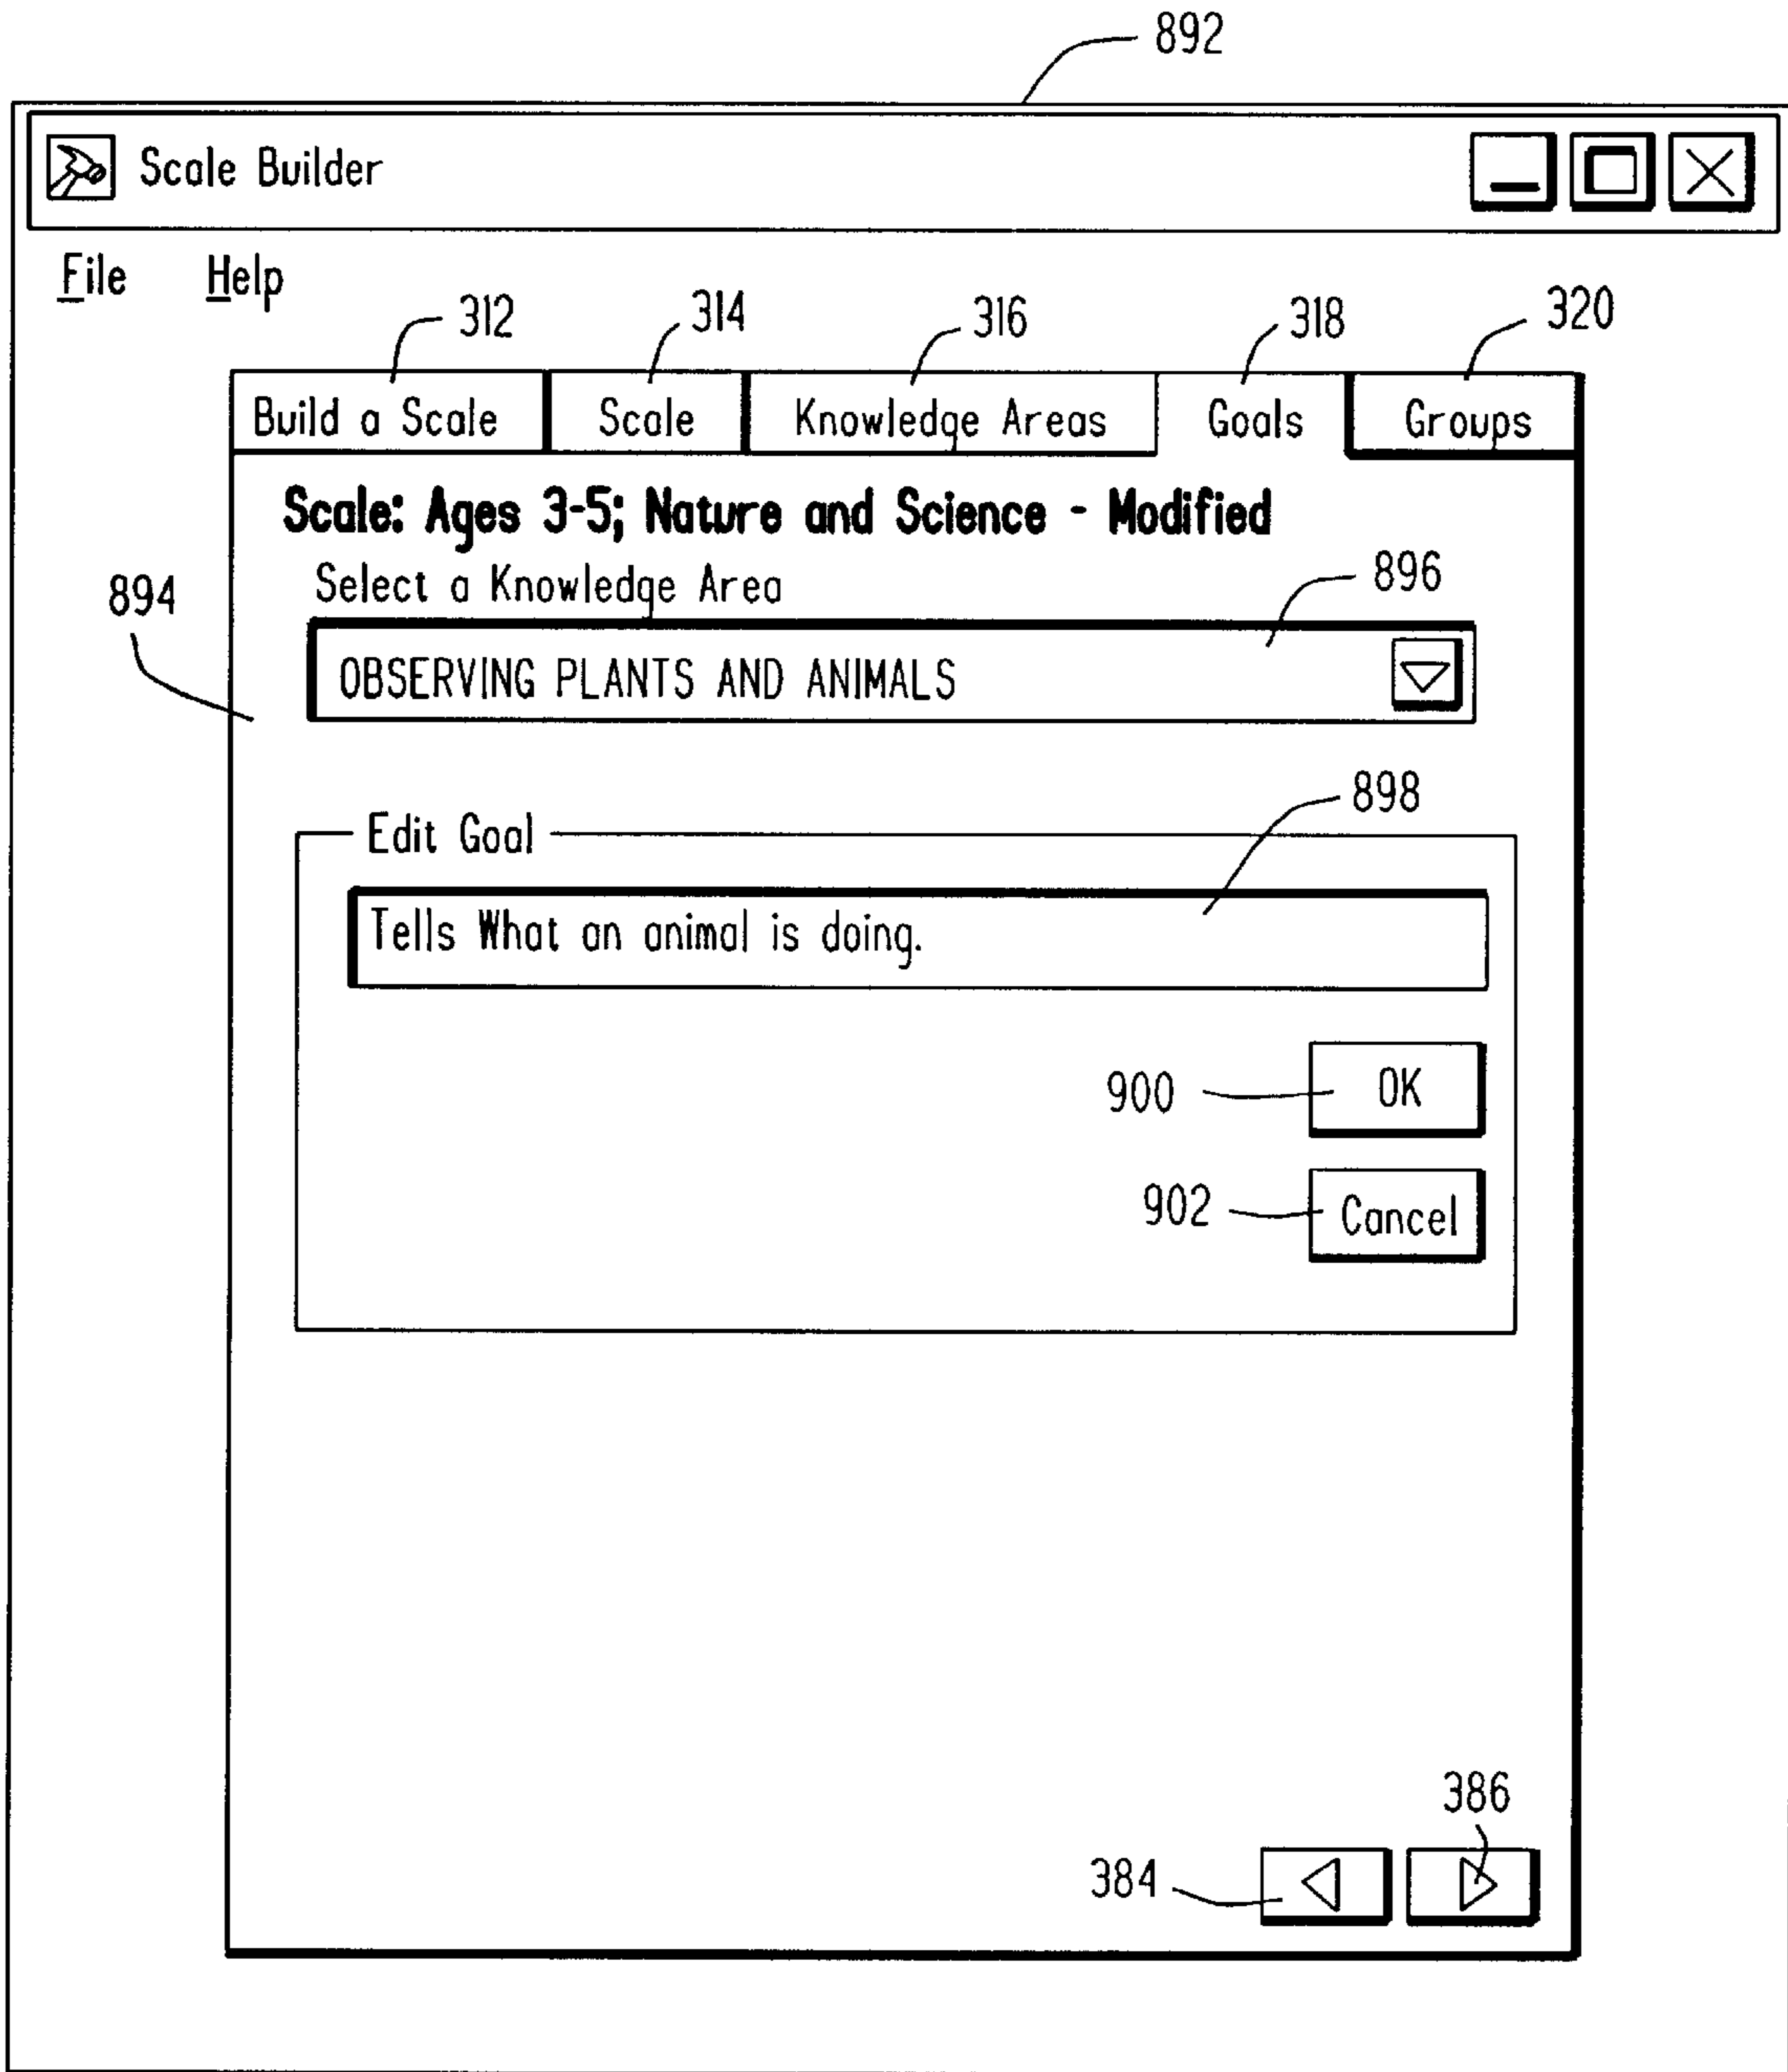 892
Scale Builder
File Help
312 314 316 318 320
Build a Scale Scale Knowledge Areas Goals Groups
Scale: Ages 3-5; Nature and Science - Modified
894 Select a Knowledge Area 896
OBSERVING PLANTS AND ANIMALS
898
Edit Goal
Tells What an animal is doing.
900 OK
902 Cancel
386
384